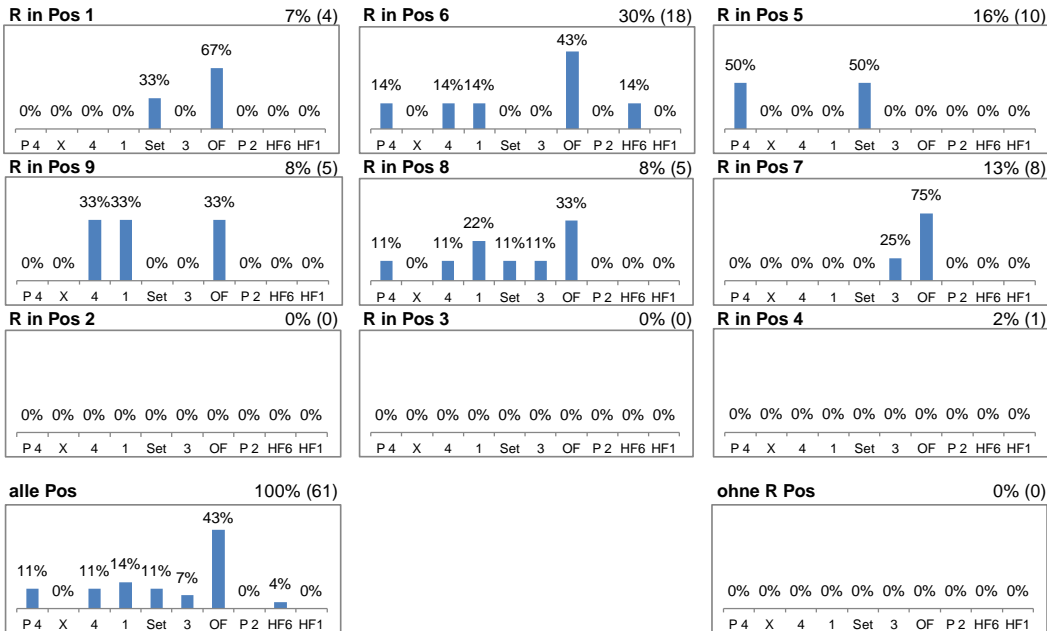 R in Pos 1 7% (4)
67%
33%
0% 0% 0% 0% 0% 0% 0% 0%
P 4 X 4 1 Set 3 OF P 2 HF6 HF1
R in Pos 6 30% (18)
43%
14% 14% 14% 14%
0% 0% 0% 0% 0%
P 4 X 4 1 Set 3 OF P 2 HF6 HF1
R in Pos 5 16% (10)
50% 50%
0% 0% 0% 0% 0% 0% 0% 0%
P 4 X 4 1 Set 3 OF P 2 HF6 HF1
R in Pos 9 8% (5)
33% 33% 33%
0% 0% 0% 0% 0% 0% 0%
P 4 X 4 1 Set 3 OF P 2 HF6 HF1
R in Pos 8 8% (5)
33%
22%
11% 11% 11% 11%
0% 0% 0% 0%
P 4 X 4 1 Set 3 OF P 2 HF6 HF1
R in Pos 7 13% (8)
75%
25%
0% 0% 0% 0% 0% 0% 0% 0%
P 4 X 4 1 Set 3 OF P 2 HF6 HF1
R in Pos 2 0% (0)
0% 0% 0% 0% 0% 0% 0% 0% 0% 0%
P 4 X 4 1 Set 3 OF P 2 HF6 HF1
R in Pos 3 0% (0)
0% 0% 0% 0% 0% 0% 0% 0% 0% 0%
P 4 X 4 1 Set 3 OF P 2 HF6 HF1
R in Pos 4 2% (1)
0% 0% 0% 0% 0% 0% 0% 0% 0% 0%
P 4 X 4 1 Set 3 OF P 2 HF6 HF1
alle Pos 100% (61)
43%
11% 0% 11% 14% 11% 7% 0% 4% 0%
P 4 X 4 1 Set 3 OF P 2 HF6 HF1
ohne R Pos 0% (0)
0% 0% 0% 0% 0% 0% 0% 0% 0% 0%
P 4 X 4 1 Set 3 OF P 2 HF6 HF1